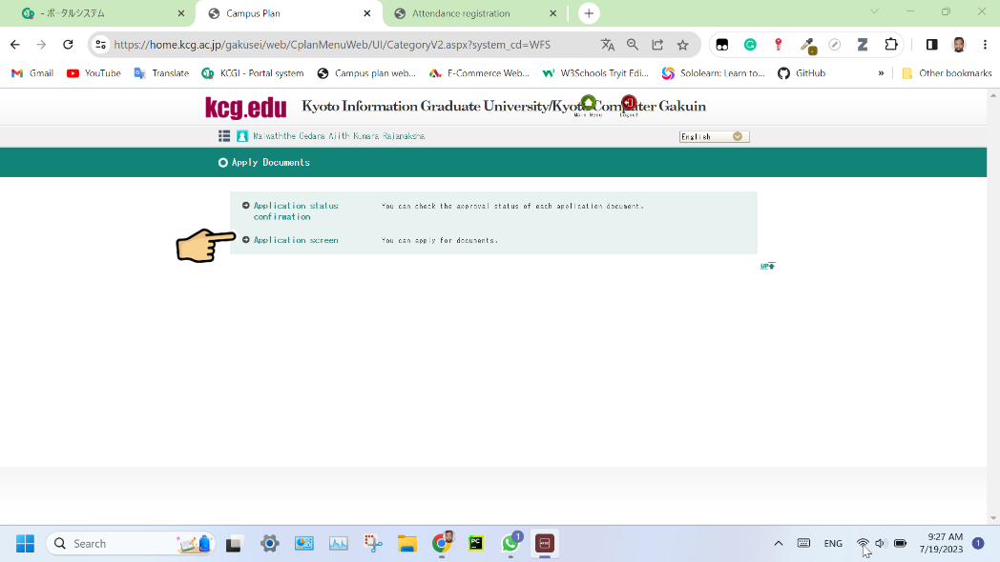 - ポータルシステム
Campus Plan
Attendance registration
https://home.kcg.ac.jp/gakusei/web/CplanMenuWeb/UI/CategoryV2.aspx?system_cd=WFS
Gmail
YouTube
Translate
KCGI - Portal system
Campus plan web...
E-Commerce Web...
W3Schools Tryit Edi...
Sololearn: Learn to...
GitHub
»
Other bookmarks
kcg.edu
Kyoto Information Graduate University/Kyoto Computer Gakuin
Main Menu
Logout
Malwaththe Gedara Ajith Kumara Rajapaksha
English
Apply Documents
Application status
confirmation
You can check the approval status of each application document.
Application screen
You can apply for documents.
UP
Search
PC
1
ENG
9:27 AM
7/19/2023
1